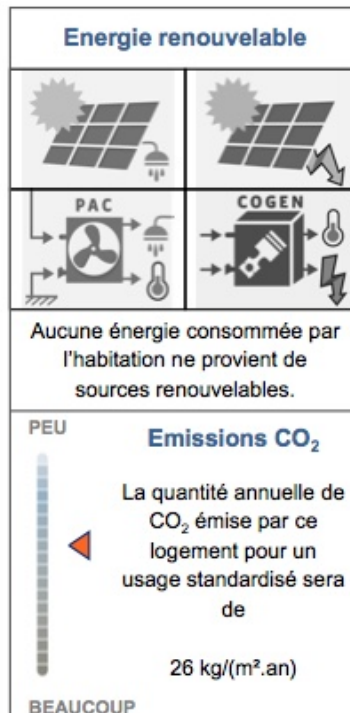 Energie renouvelable
PAC
COGEN
Aucune énergie consommée par
l'habitation ne provient de
sources renouvelables.
PEU
Emissions CO₂
La quantité annuelle de
CO₂ émise par ce
logement pour un
usage standardisé sera
de
26 kg/(m².an)
BEAUCOUP